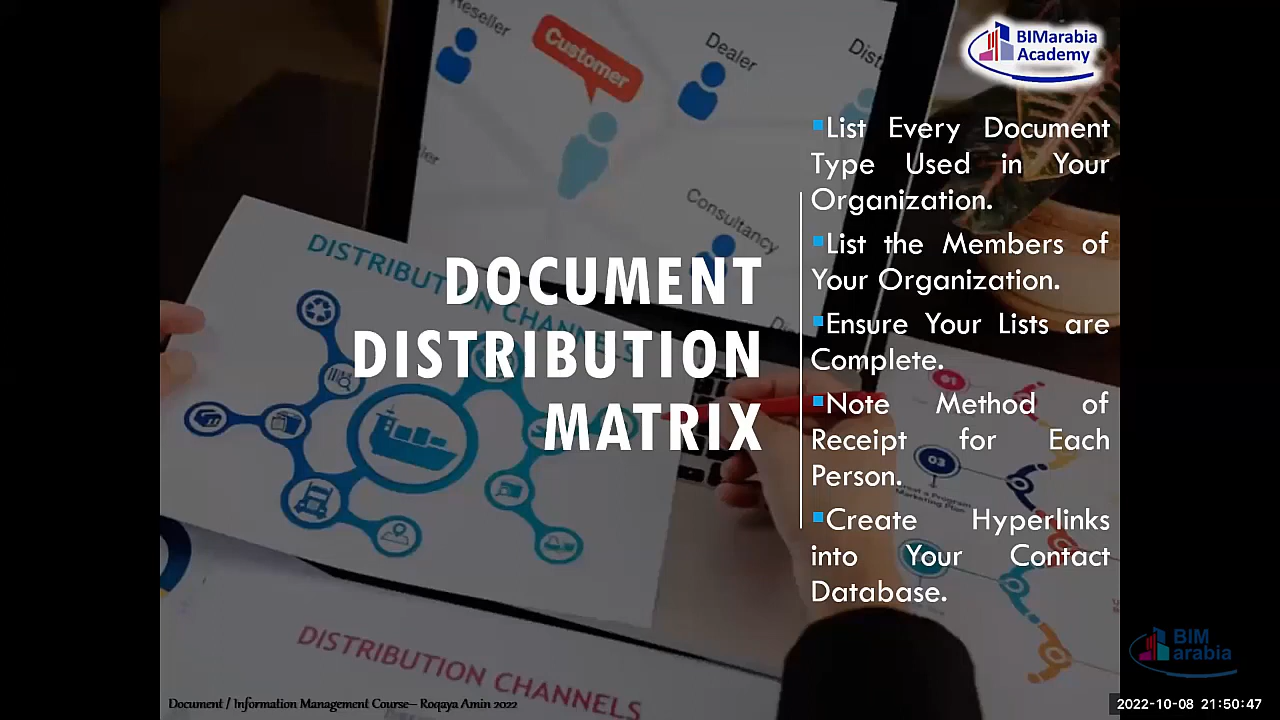 Reseller
Customer
Dealer
Consultancy
BIMarabia
Academy
DISTRIBUTION CHANNELS
DOCUMENT
DISTRIBUTION
MATRIX
▪List Every Document
Type Used in Your
Organization.
▪List the Members of
Your Organization.
▪Ensure Your Lists are
Complete.
▪Note Method of
Receipt for Each
Person.
▪Create Hyperlinks
into Your Contact
Database.
01
03
DISTRIBUTION CHANNELS
BIM
arabia
Document / Information Management Course– Roqaya Amin 2022
2022-10-08 21:50:47